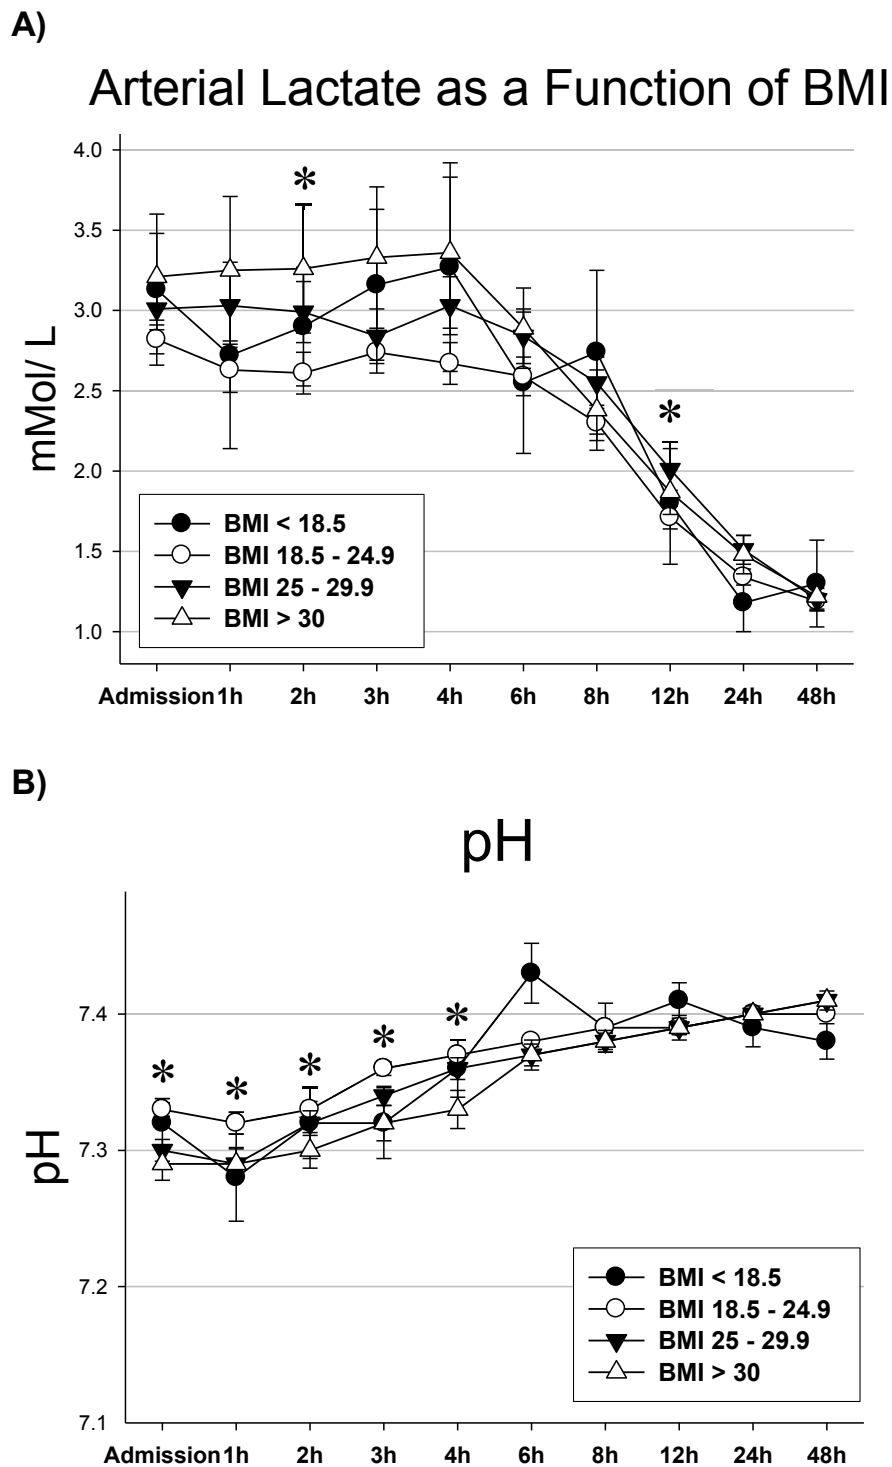 A)
Arterial Lactate as a Function of BMI
4.0
*
3.5
3.0
mMol/ L
2.5
*
2.0
BMI < 18.5
BMI 18.5 - 24.9
1.5
BMI 25 - 29.9
BMI > 30
1.0
Admission 1h 2h 3h 4h 6h 8h 12h 24h 48h
B)
pH
7.4
* * * * *
7.3
pH
7.2
BMI < 18.5
BMI 18.5 - 24.9
BMI 25 - 29.9
BMI > 30
7.1
Admission 1h 2h 3h 4h 6h 8h 12h 24h 48h